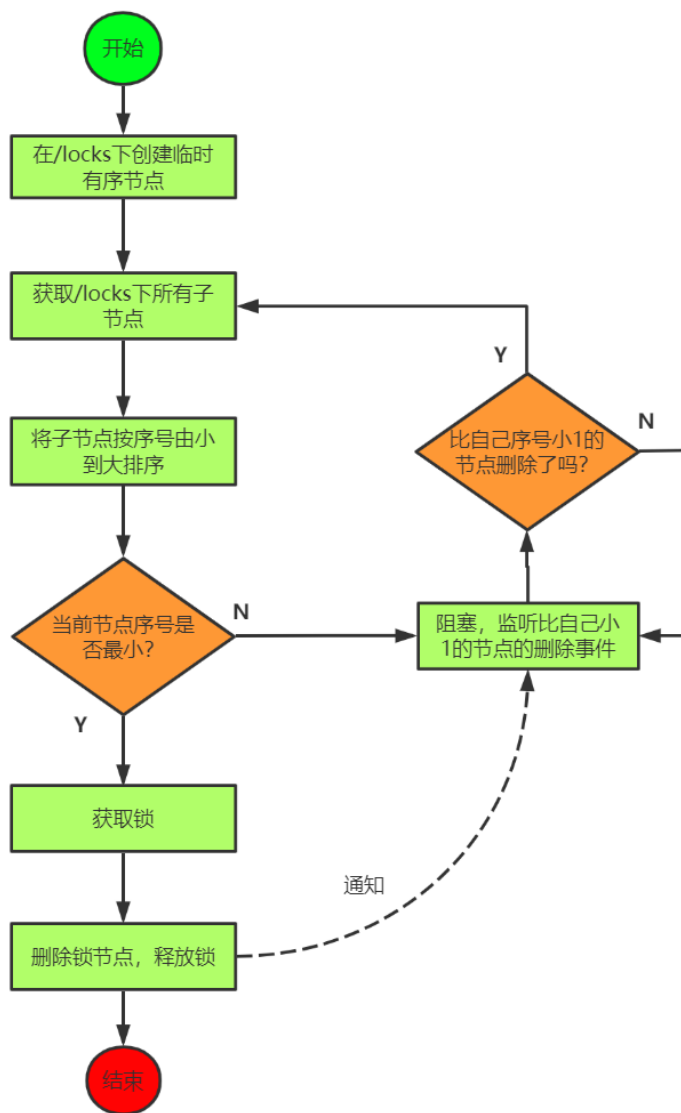 开始
在/locks下创建临时
有序节点
获取/locks下所有子
节点
Y
将子节点按序号由小
到大排序
比自己序号小1的
节点删除了吗？
N
当前节点序号是
否最小？
N
阻塞，监听比自己小
1的节点的删除事件
Y
获取锁
通知
删除锁节点，释放锁
结束